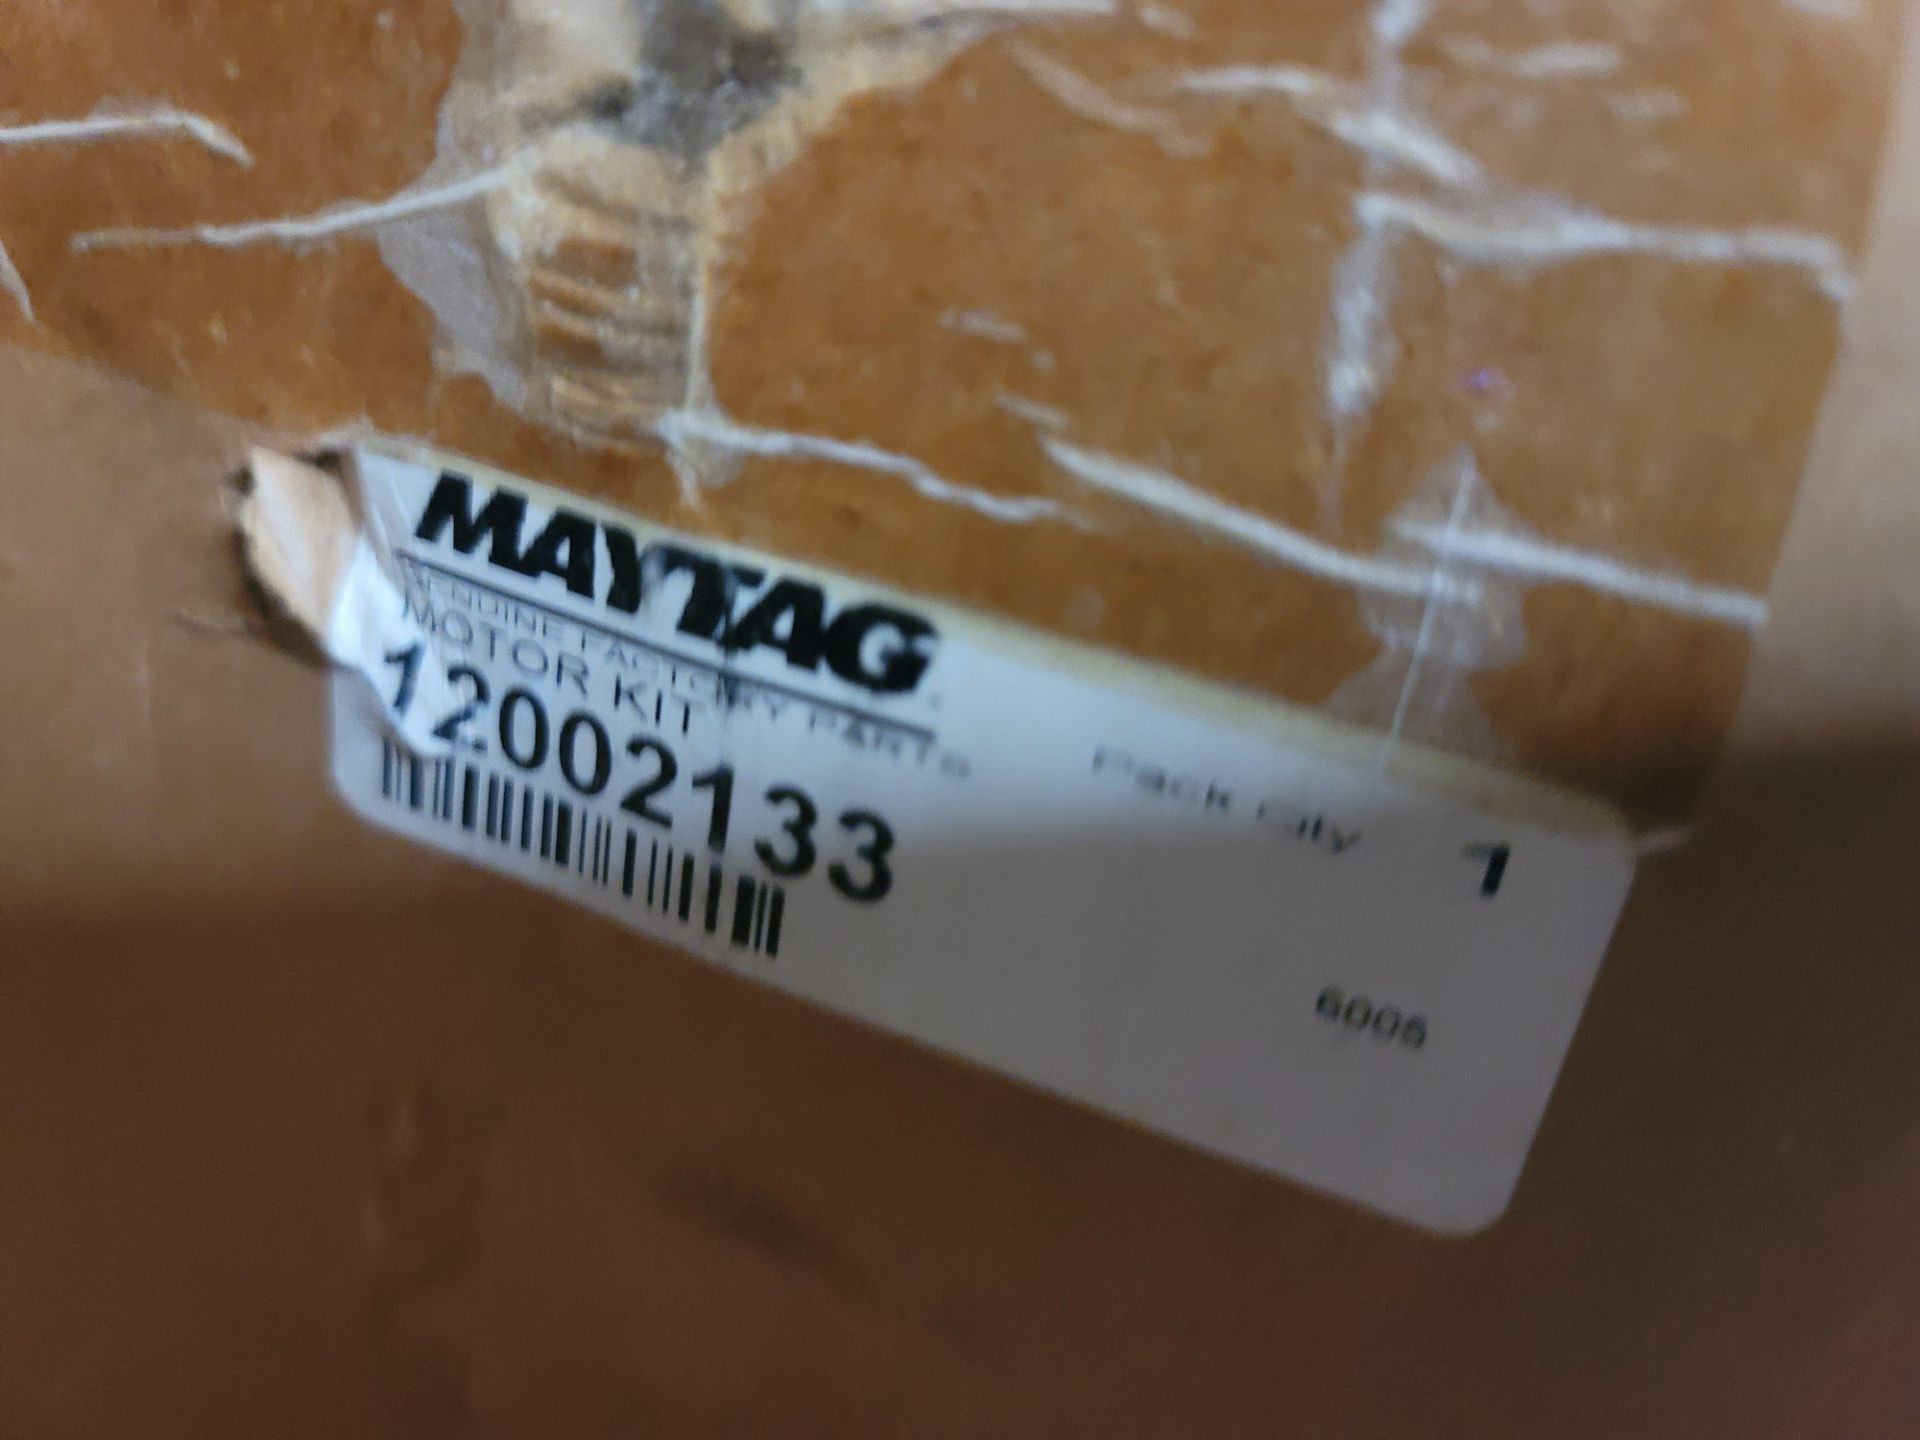 MAYTAG
GENUINE FACTORY PARTS
MOTOR KIT
12002133
Pack Qty 1
6005